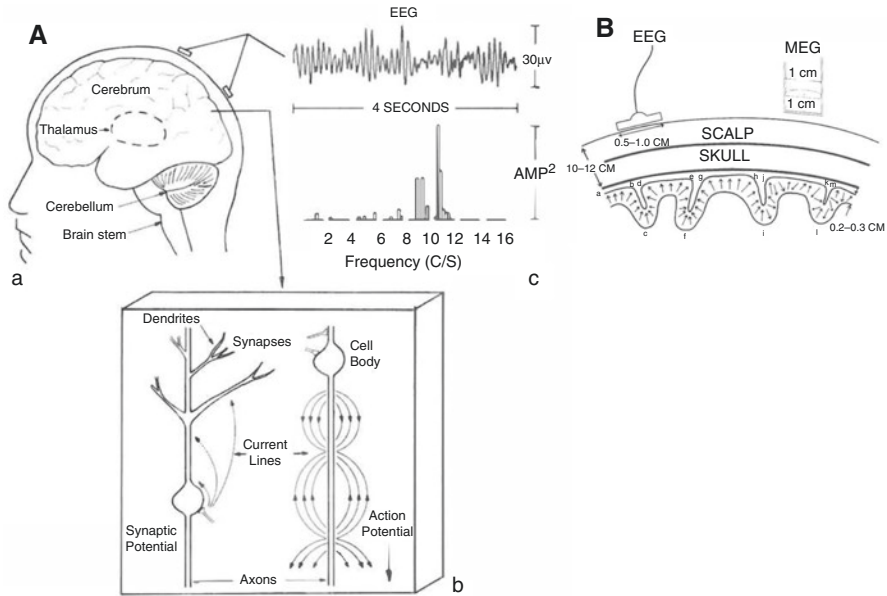 A
EEG
30μv
4 SECONDS
Cerebrum
Thalamus
Cerebellum
Brain stem
AMP²
2 4 6 8 10 12 14 16
Frequency (C/S)
a
c
B
EEG
MEG
1 cm
1 cm
0.5–1.0 CM
SCALP
SKULL
10–12 CM
a
b d
e g
h j
k m
c
f
i
l
0.2–0.3 CM
Dendrites
Synapses
Cell
Body
Current
Lines
Synaptic
Potential
Action
Potential
Axons
b